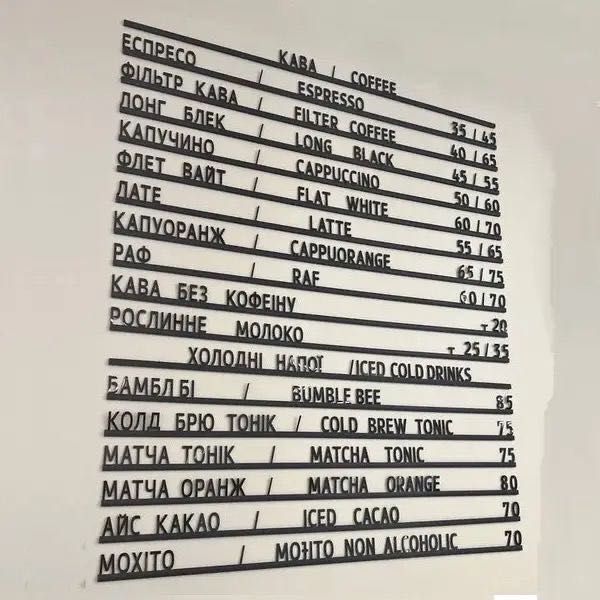 КАВА / COFFEE
ЕСПРЕСО / ESPRESSO 35 / 45
ФІЛЬТР КАВА / FILTER COFFEE 40 / 65
ЛОНГ БЛЕК / LONG BLACK 45 / 55
КАПУЧИНО / CAPPUCCINO 50 / 60
ФЛЕТ ВАЙТ / FLAT WHITE 60 / 70
ЛАТЕ / LATTE 55 / 65
КАПУОРАНЖ / CAPPUORANGE 65 / 75
РАФ / RAF 60 / 70
КАВА БЕЗ КОФЕІНУ + 20
РОСЛИННЕ МОЛОКО + 25 / 35
ХОЛОДНІ НАПОЇ / ICED COLD DRINKS
БАМБЛ БІ / BUMBLE BEE 85
КОЛД БРЮ ТОНІК / COLD BREW TONIC 75
МАТЧА ТОНІК / MATCHA TONIC 75
МАТЧА ОРАНЖ / MATCHA ORANGE 80
АЙС КАКАО / ICED CACAO 70
МОХІТО / MOHITO NON ALCOHOLIC 70